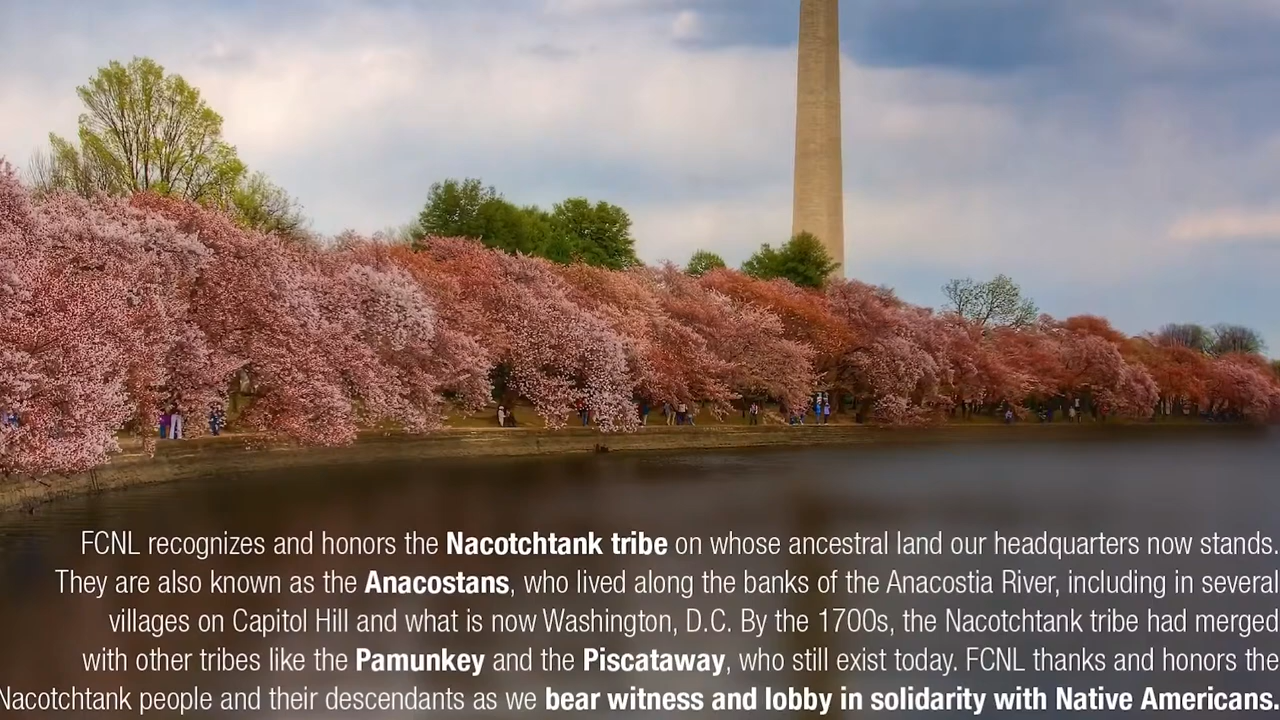 FCNL recognizes and honors the Nacotchtank tribe on whose ancestral land our headquarters now stands.
They are also known as the Anacostans, who lived along the banks of the Anacostia River, including in several
villages on Capitol Hill and what is now Washington, D.C. By the 1700s, the Nacotchtank tribe had merged
with other tribes like the Pamunkey and the Piscataway, who still exist today. FCNL thanks and honors the
Nacotchtank people and their descendants as we bear witness and lobby in solidarity with Native Americans.